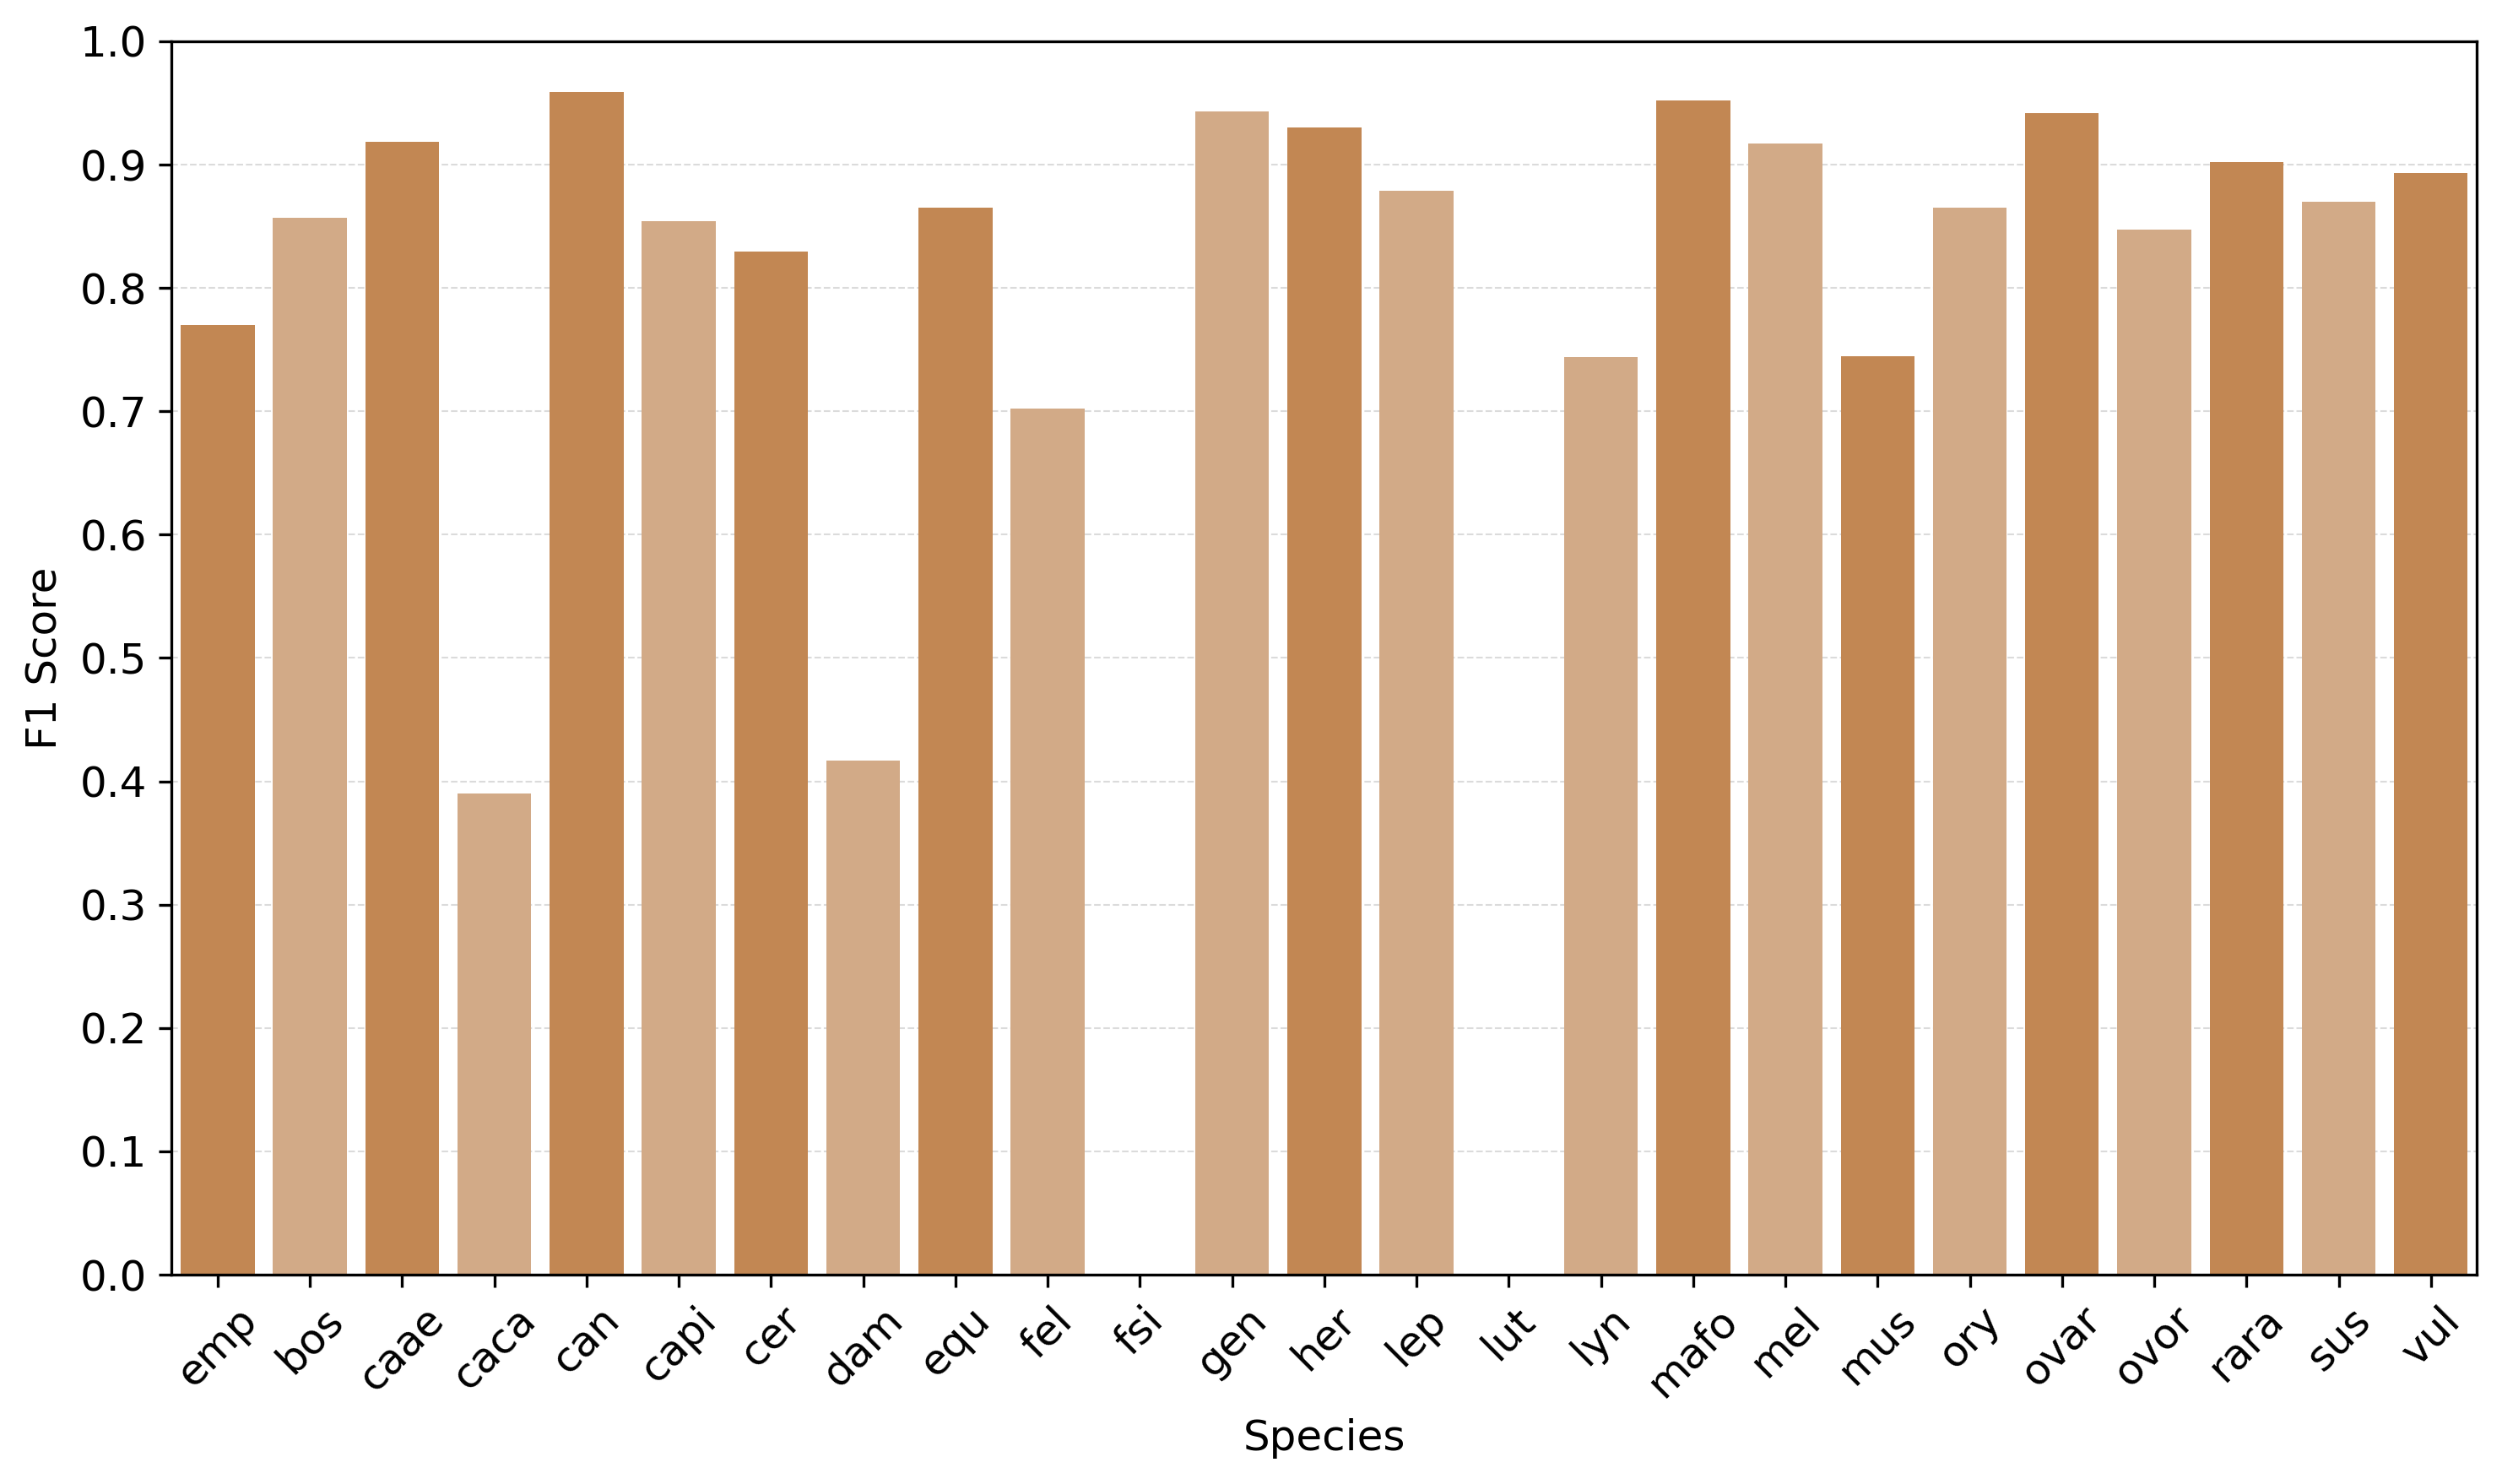 F1 Score
1.0
0.9
0.8
0.7
0.6
0.5
0.4
0.3
0.2
0.1
0.0
emp
bos
caae
caca
can
capi
cer
dam
equ
fel
fsi
gen
her
lep
lut
lyn
mafo
mel
mus
ory
ovar
ovor
rara
sus
vul
Species